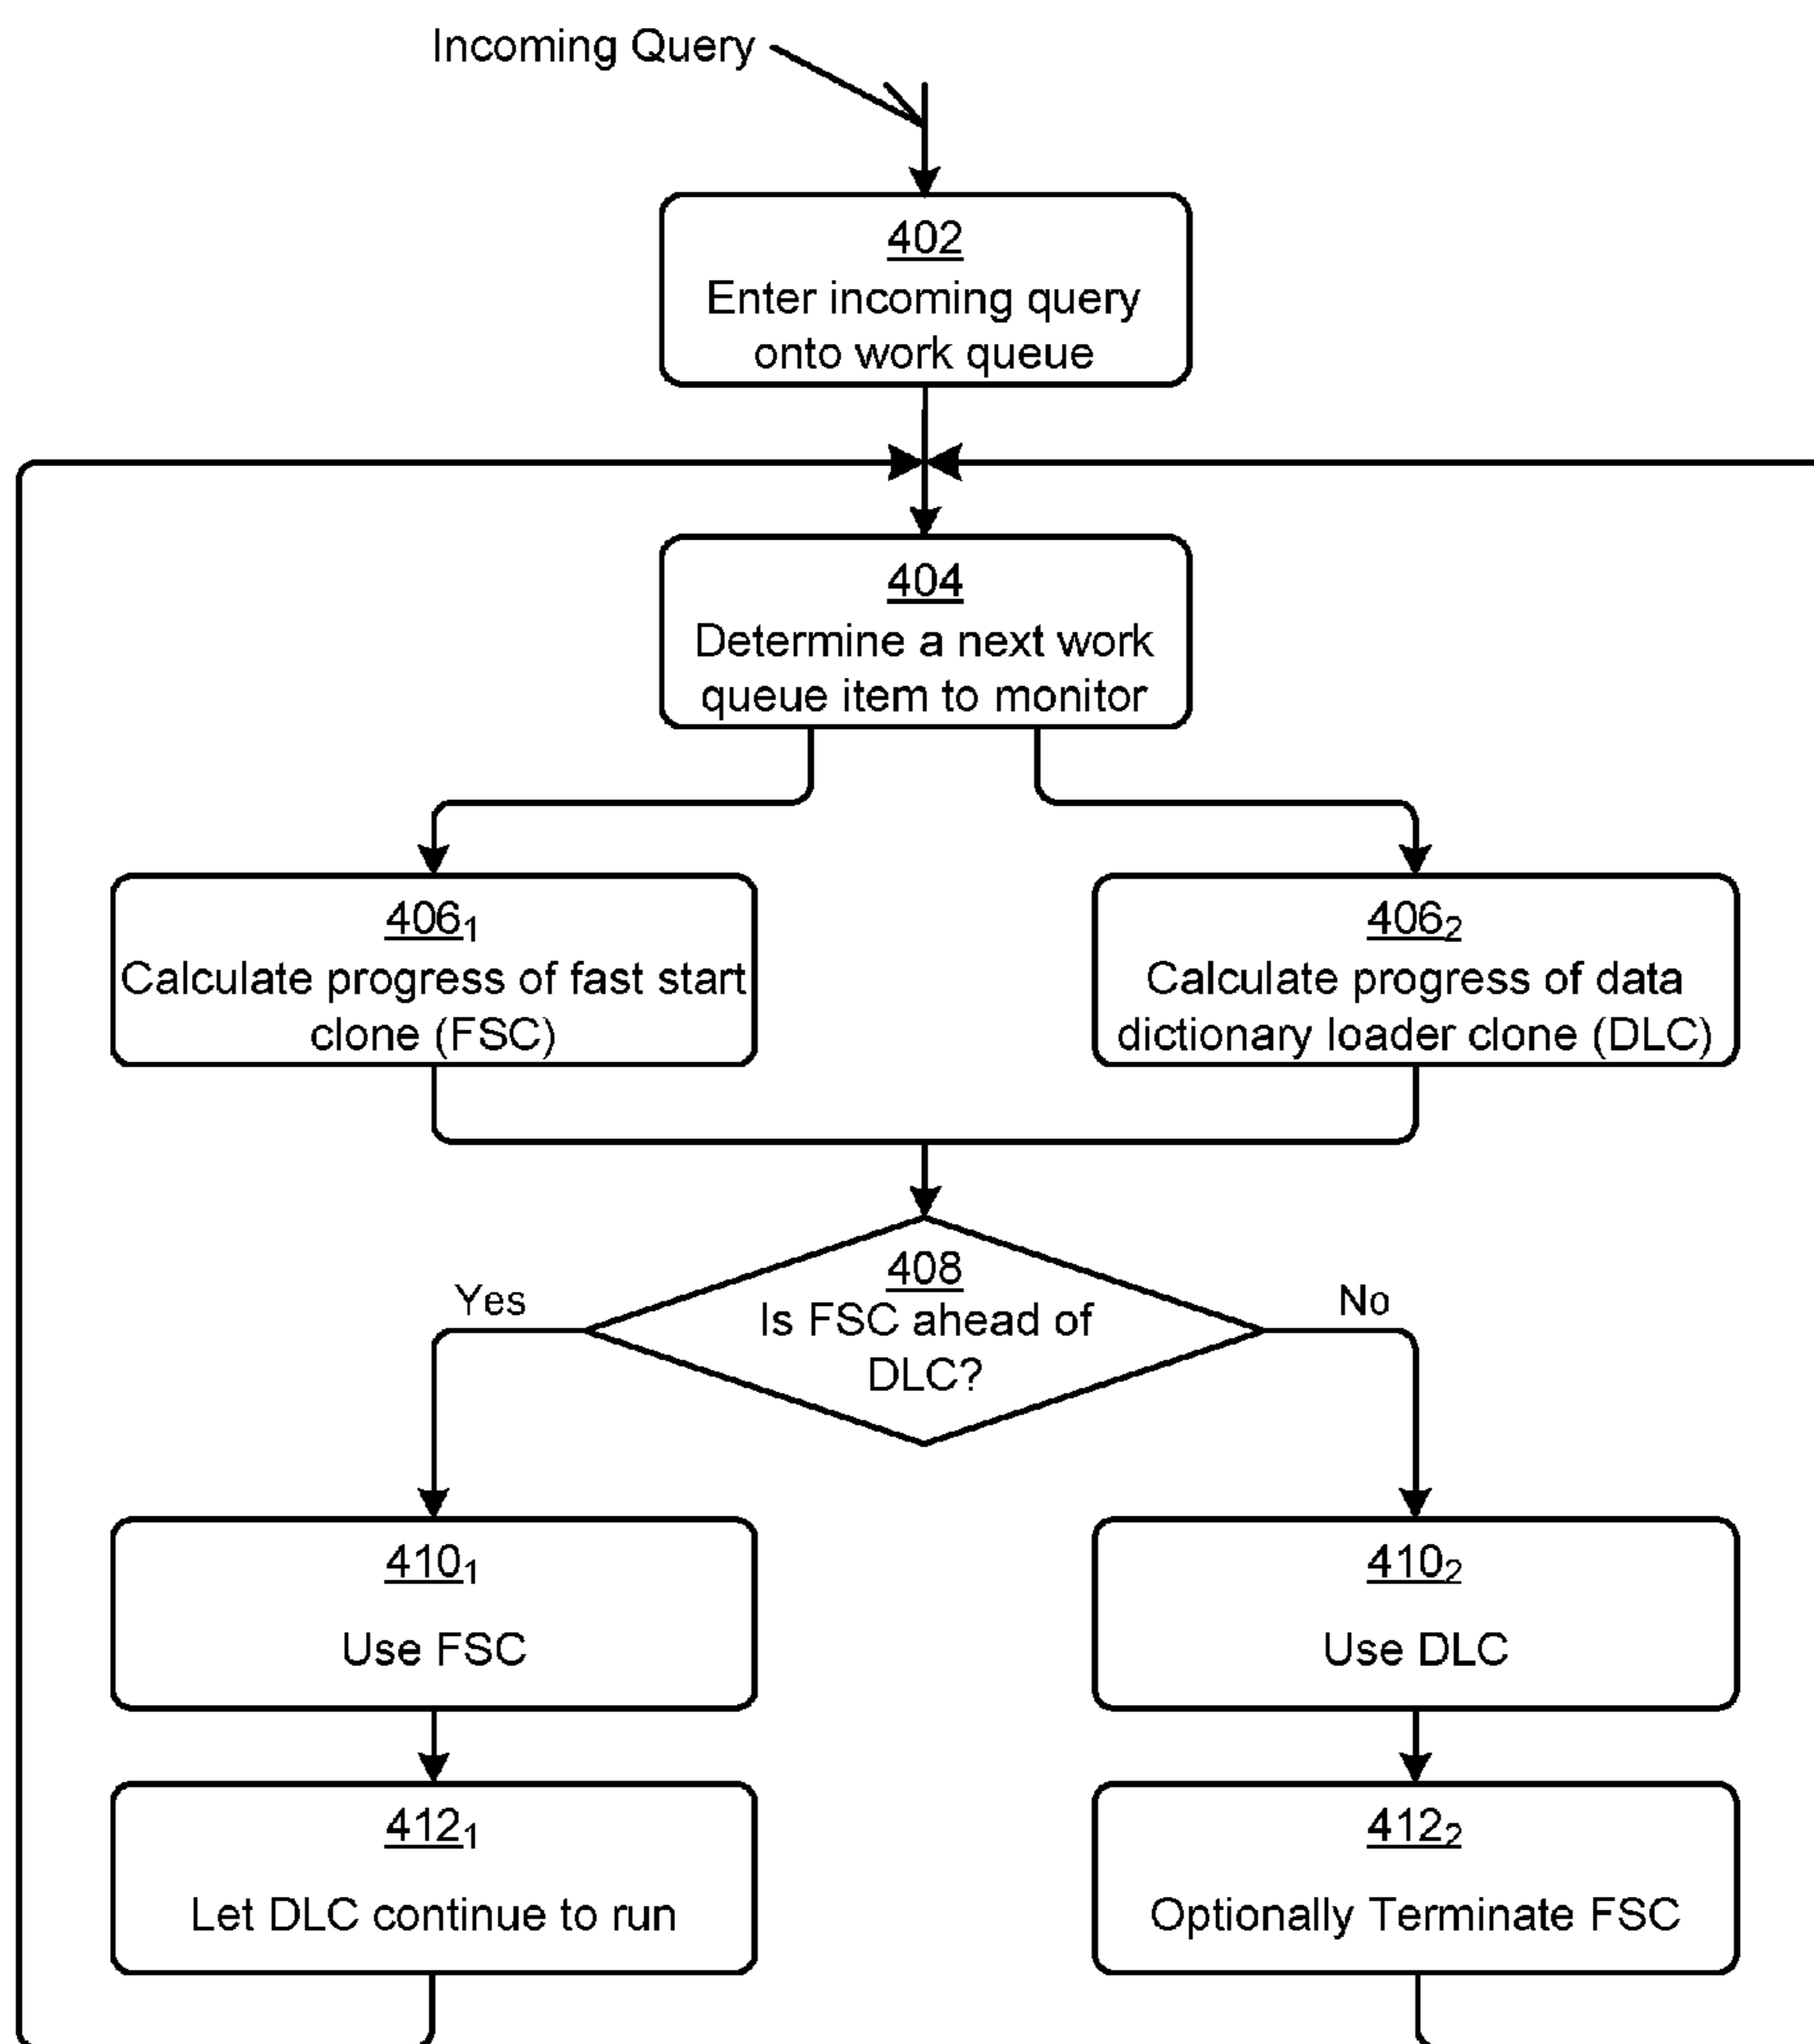 Incoming Query
402
Enter incoming query
onto work queue
404
Determine a next work
queue item to monitor
406₁
Calculate progress of fast start
clone (FSC)
406₂
Calculate progress of data
dictionary loader clone (DLC)
408
Is FSC ahead of
DLC?
Yes
No
410₁
Use FSC
410₂
Use DLC
412₁
Let DLC continue to run
412₂
Optionally Terminate FSC